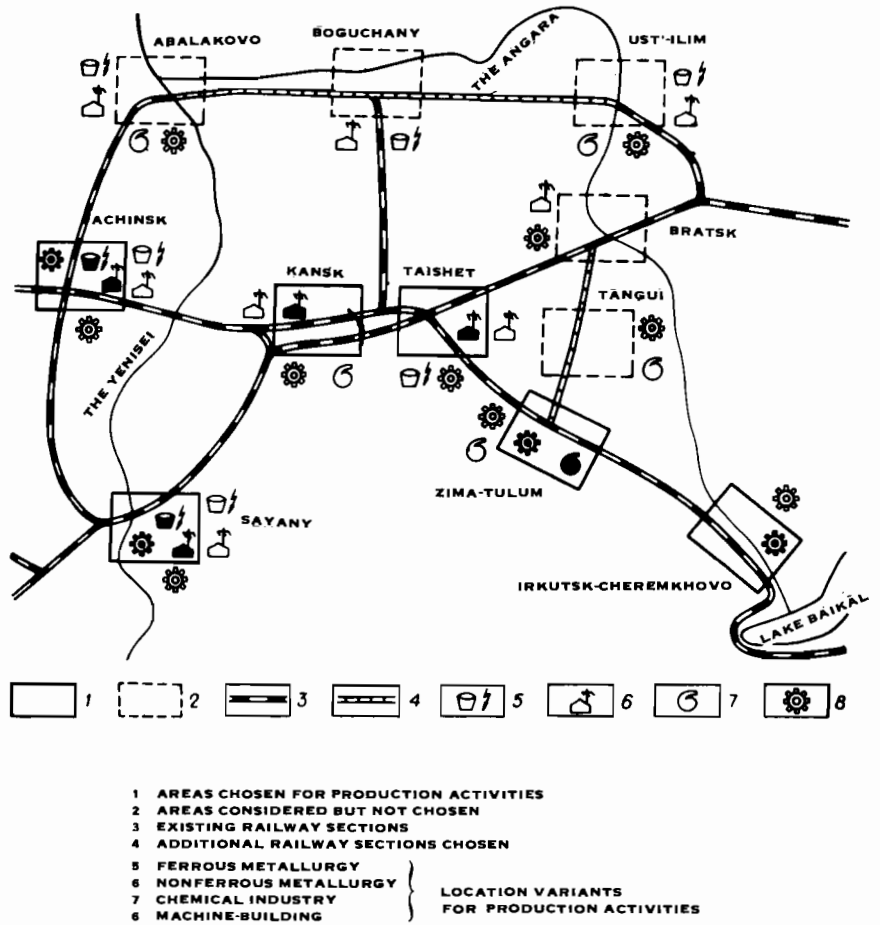 ABALAKOVO
BOGUCHANY
UST'-ILIM
THE ANGARA
ACHINSK
KANSK
TAISHET
BRATSK
TANGUI
THE YENISEI
ZIMA-TULUM
SAYANY
IRKUTSK-CHEREMKHOVO
LAKE BAIKAL
1 2 3 4 5 6 7 8
1 AREAS CHOSEN FOR PRODUCTION ACTIVITIES
2 AREAS CONSIDERED BUT NOT CHOSEN
3 EXISTING RAILWAY SECTIONS
4 ADDITIONAL RAILWAY SECTIONS CHOSEN
5 FERROUS METALLURGY
6 NONFERROUS METALLURGY
7 CHEMICAL INDUSTRY
6 MACHINE-BUILDING
LOCATION VARIANTS
FOR PRODUCTION ACTIVITIES